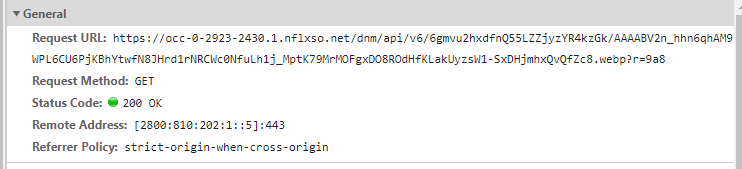 General
Request URL: https://occ-0-2923-2430.1.nflxso.net/dnm/api/v6/6gmvu2hxdfnQ55LZZjyzYR4kzGk/AAAABV2n_hhn6qhAM9
WPL6CU6PjKBhYtwfN8JHrd1rNRCWc0NfuLh1j_MptK79MrMOFgxDO8ROdHfKLakUyzsW1-SxDHjmhxQvQfZc8.webp?r=9a8
Request Method: GET
Status Code: 200 OK
Remote Address: [2800:810:202:1::5]:443
Referrer Policy: strict-origin-when-cross-origin